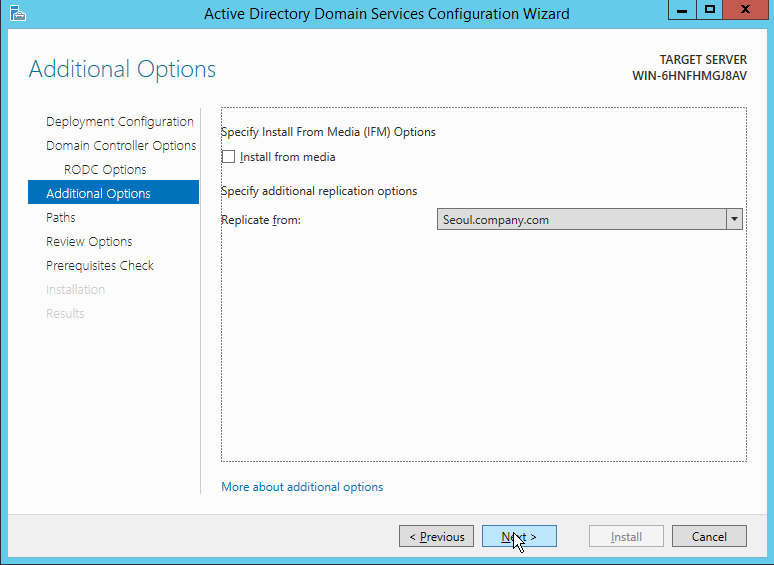 Active Directory Domain Services Configuration Wizard
Additional Options
TARGET SERVER
WIN-6HNFHMGJ8AV
Deployment Configuration
Domain Controller Options
RODC Options
Additional Options
Paths
Review Options
Prerequisites Check
Installation
Results
Specify Install From Media (IFM) Options
Install from media
Specify additional replication options
Replicate from:
Seoul.company.com
More about additional options
< Previous
Next >
Install
Cancel